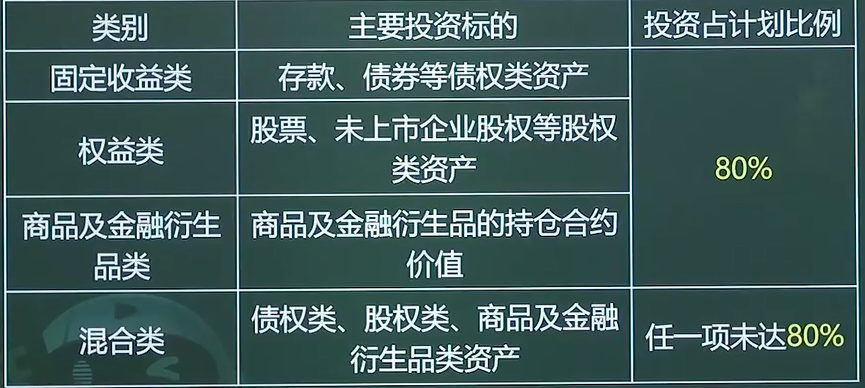 类别
主要投资标的
投资占计划比例
固定收益类
存款、债券等债权类资产
80%
权益类
股票、未上市企业股权等股权
类资产
商品及金融衍生
品类
商品及金融衍生品的持仓合约
价值
混合类
债权类、股权类、商品及金融
衍生品类资产
任一项未达80%